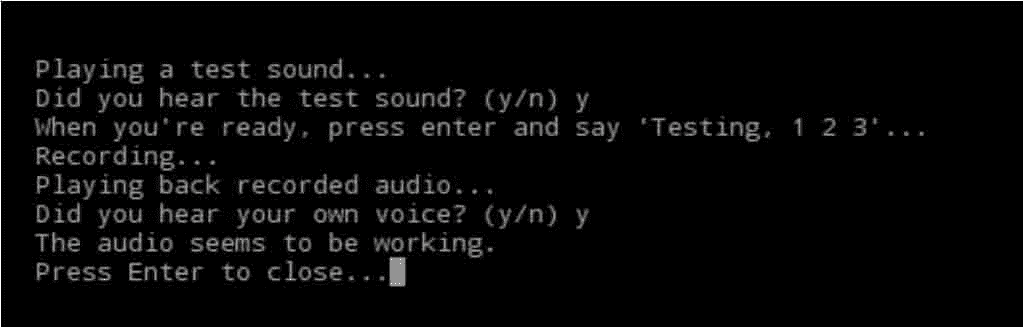 Playing a test sound...
Did you hear the test sound? (y/n) y
When you're ready, press enter and say 'Testing, 1 2 3'...
Recording...
Playing back recorded audio...
Did you hear your own voice? (y/n) y
The audio seems to be working.
Press Enter to close...